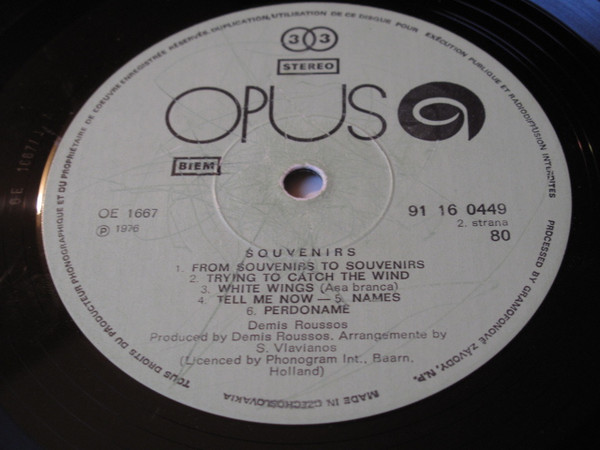 33
STEREO
OPUS
BIEM
OE 1667
℗ 1976
91 16 0449
2. strana
80
SOUVENIRS
1. FROM SOUVENIRS TO SOUVENIRS
2. TRYING TO CATCH THE WIND
3. WHITE WINGS (Asa branca)
4. TELL ME NOW — 5. NAMES
6. PERDONAME
Demis Roussos
Produced by Demis Roussos. Arrangemente by
S. Vlavianos
(Licenced by Phonogram Int., Baarn,
Holland)
TOUS DROITS DU PRODUCTEUR PHONOGRAPHIQUE ET DU PROPRIÉTAIRE DE L'OEUVRE ENREGISTRÉE RÉSERVÉS. DUPLICATION, UTILISATION DE CE DISQUE POUR EXÉCUTION PUBLIQUE ET RADIODIFFUSION INTERDITES
PROCESSED BY GRAMOFONOVÉ ZÁVODY, N.P.
MADE IN CZECHOSLOVAKIA